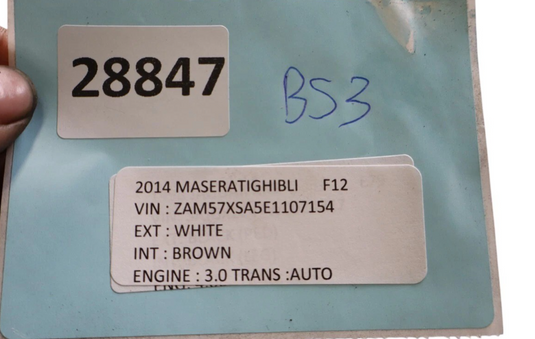 28847
BS3
2014 MASERATIGHIBLI F12
VIN : ZAM57XSA5E1107154
EXT : WHITE
INT : BROWN
ENGINE : 3.0 TRANS :AUTO